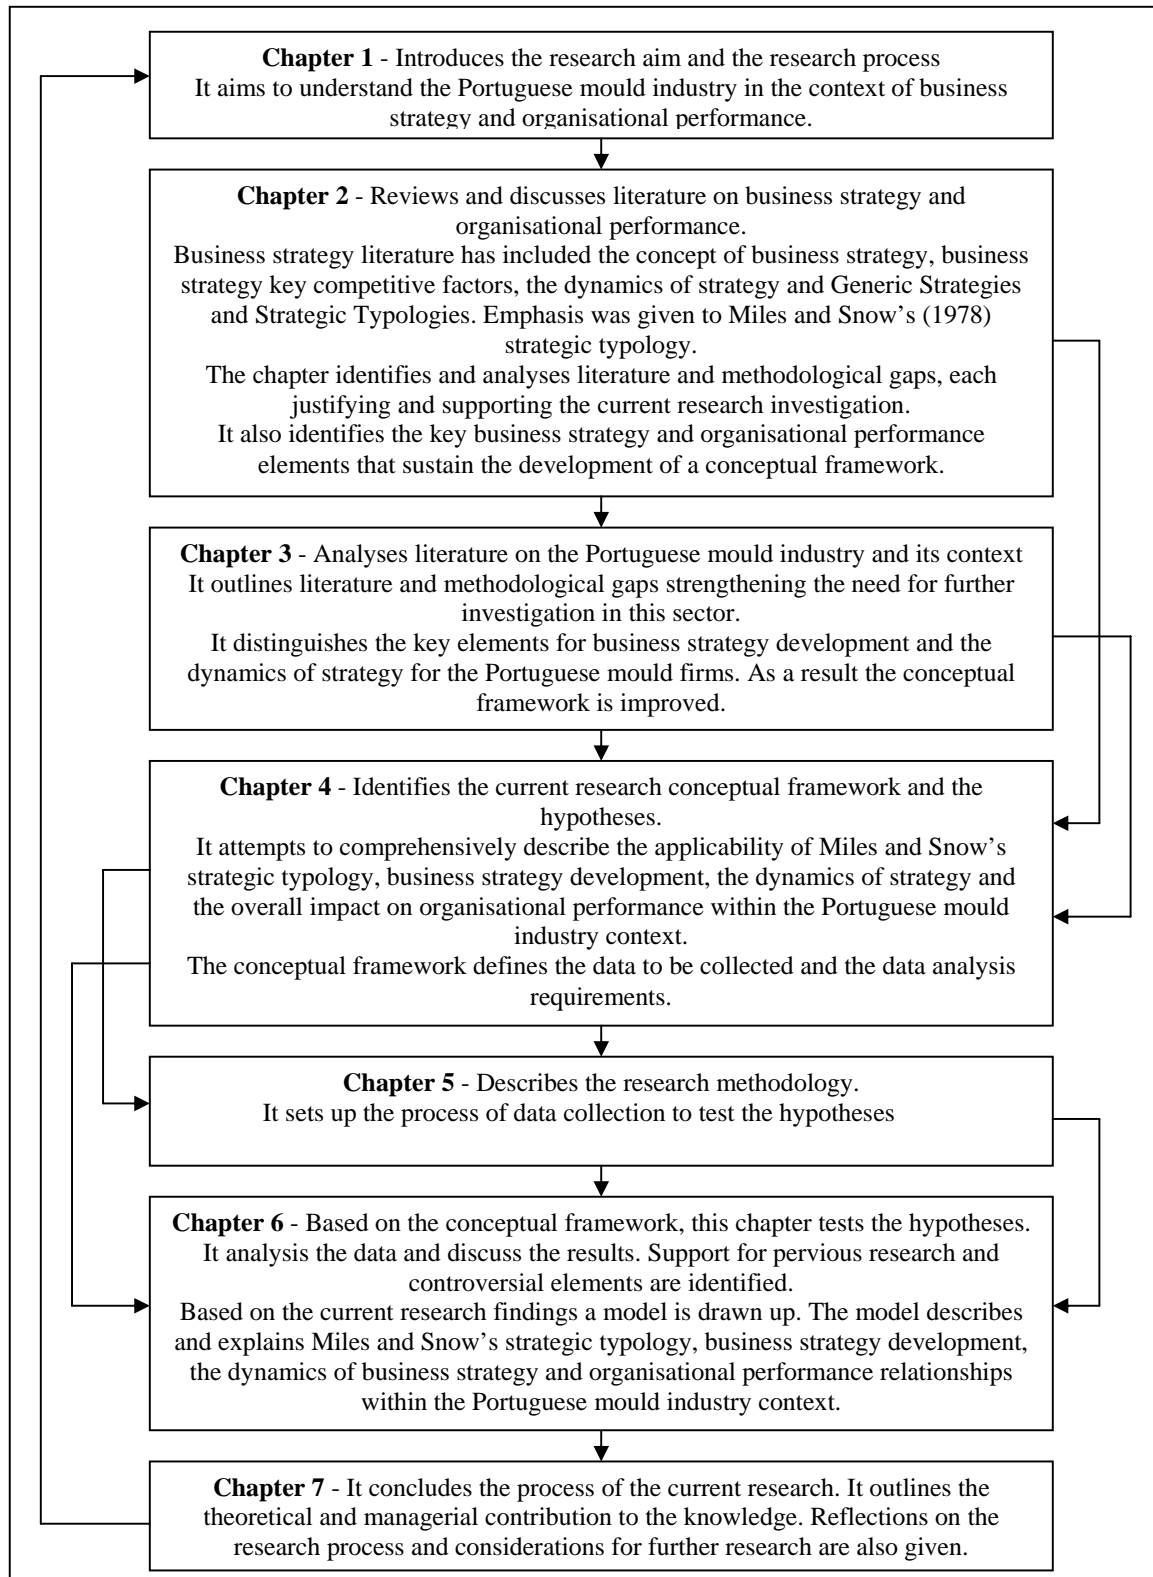 Chapter 1 - Introduces the research aim and the research process
It aims to understand the Portuguese mould industry in the context of business
strategy and organisational performance.
Chapter 2 - Reviews and discusses literature on business strategy and
organisational performance.
Business strategy literature has included the concept of business strategy, business
strategy key competitive factors, the dynamics of strategy and Generic Strategies
and Strategic Typologies. Emphasis was given to Miles and Snow's (1978)
strategic typology.
The chapter identifies and analyses literature and methodological gaps, each
justifying and supporting the current research investigation.
It also identifies the key business strategy and organisational performance
elements that sustain the development of a conceptual framework.
Chapter 3 - Analyses literature on the Portuguese mould industry and its context
It outlines literature and methodological gaps strengthening the need for further
investigation in this sector.
It distinguishes the key elements for business strategy development and the
dynamics of strategy for the Portuguese mould firms. As a result the conceptual
framework is improved.
Chapter 4 - Identifies the current research conceptual framework and the
hypotheses.
It attempts to comprehensively describe the applicability of Miles and Snow's
strategic typology, business strategy development, the dynamics of strategy and
the overall impact on organisational performance within the Portuguese mould
industry context.
The conceptual framework defines the data to be collected and the data analysis
requirements.
Chapter 5 - Describes the research methodology.
It sets up the process of data collection to test the hypotheses
Chapter 6 - Based on the conceptual framework, this chapter tests the hypotheses.
It analysis the data and discuss the results. Support for pervious research and
controversial elements are identified.
Based on the current research findings a model is drawn up. The model describes
and explains Miles and Snow's strategic typology, business strategy development,
the dynamics of business strategy and organisational performance relationships
within the Portuguese mould industry context.
Chapter 7 - It concludes the process of the current research. It outlines the
theoretical and managerial contribution to the knowledge. Reflections on the
research process and considerations for further research are also given.